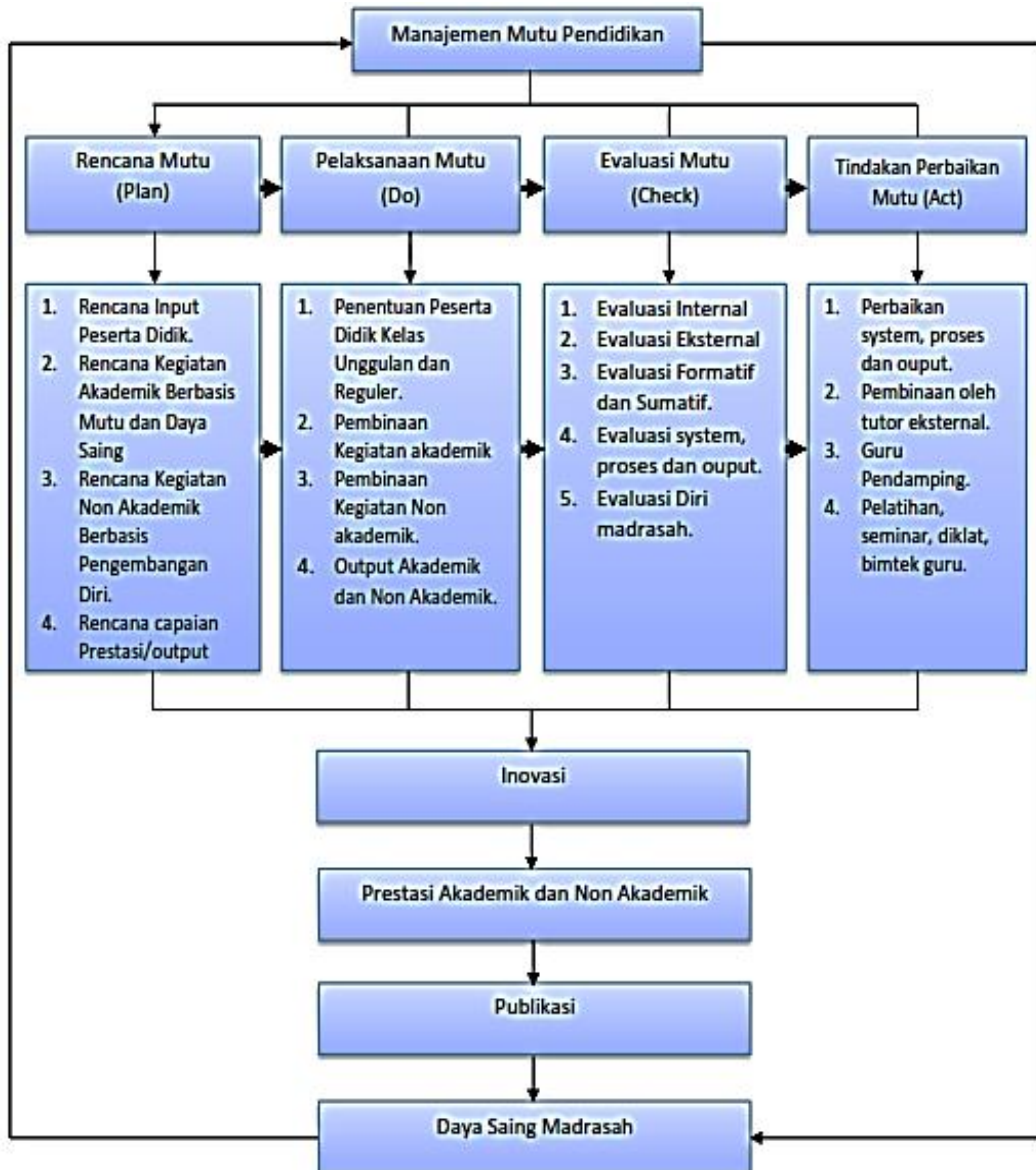 Manajemen Mutu Pendidikan
Rencana Mutu
(Plan)
Pelaksanaan Mutu
(Do)
Evaluasi Mutu
(Check)
Tindakan Perbaikan
Mutu (Act)
1. Rencana Input
Peserta Didik.
2. Rencana Kegiatan
Akademik Berbasis
Mutu dan Daya
Saing
3. Rencana Kegiatan
Non Akademik
Berbasis
Pengembangan
Diri.
4. Rencana capaian
Prestasi/output
1. Penentuan Peserta
Didik Kelas
Unggulan dan
Reguler.
2. Pembinaan
Kegiatan akademik
3. Pembinaan
Kegiatan Non
akademik.
4. Output Akademik
dan Non Akademik.
1. Evaluasi Internal
2. Evaluasi Eksternal
3. Evaluasi Formatif
dan Sumatif.
4. Evaluasi system,
proses dan ouput.
5. Evaluasi Diri
madrasah.
1. Perbaikan
system, proses
dan ouput.
2. Pembinaan oleh
tutor eksternal.
3. Guru
Pendamping.
4. Pelatihan,
seminar, diklat,
bimtek guru.
Inovasi
Prestasi Akademik dan Non Akademik
Publikasi
Daya Saing Madrasah